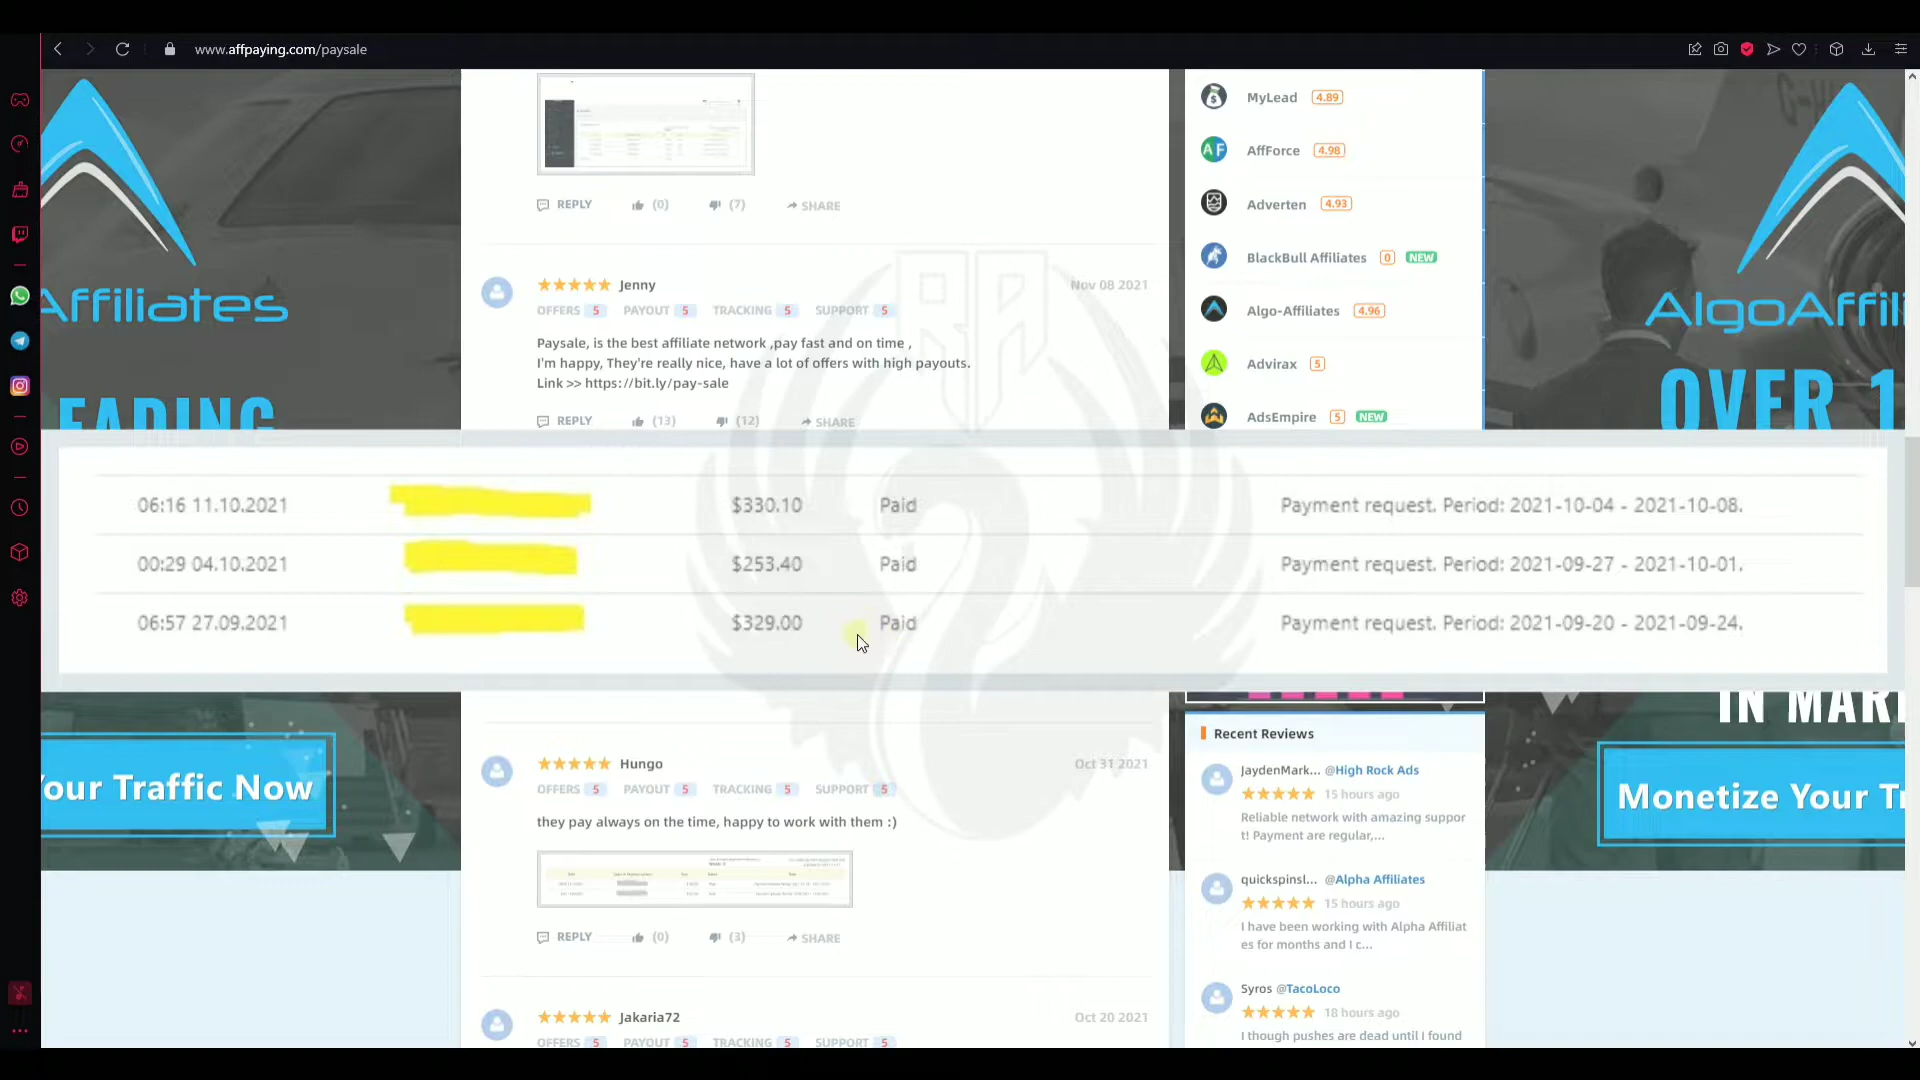 www.affpaying.com/paysale
REPLY (0) (7) SHARE
Jenny Nov 08 2021
OFFERS 5 PAYOUT 5 TRACKING 5 SUPPORT 5
Paysale, is the best affiliate network ,pay fast and on time ,
I'm happy, They're really nice, have a lot of offers with high payouts.
Link >> https://bit.ly/pay-sale
REPLY (13) (12) SHARE
MyLead 4.89
AF AffForce 4.98
Adverten 4.93
BlackBull Affiliates 0 NEW
Algo-Affiliates 4.96
Advirax 5
AdsEmpire 5 NEW
Affiliates
EADING
AlgoAffili
OVER 1
06:16 11.10.2021 $330.10 Paid Payment request. Period: 2021-10-04 - 2021-10-08.
00:29 04.10.2021 $253.40 Paid Payment request. Period: 2021-09-27 - 2021-10-01.
06:57 27.09.2021 $329.00 Paid Payment request. Period: 2021-09-20 - 2021-09-24.
IN MAR
our Traffic Now
Monetize Your Tr
Hungo Oct 31 2021
OFFERS 5 PAYOUT 5 TRACKING 5 SUPPORT 5
they pay always on the time, happy to work with them :)
REPLY (0) (3) SHARE
Jakaria72 Oct 20 2021
OFFERS 5 PAYOUT 5 TRACKING 5 SUPPORT 5
Recent Reviews
JaydenMark... @High Rock Ads
15 hours ago
Reliable network with amazing suppor
t! Payment are regular,...
quickspinsl... @Alpha Affiliates
15 hours ago
I have been working with Alpha Affiliat
es for months and I c...
Syros @TacoLoco
18 hours ago
I though pushes are dead until I found